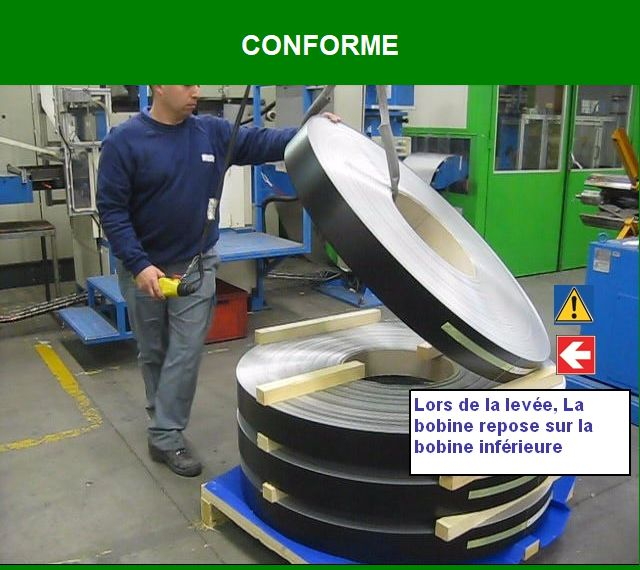 CONFORME
Lors de la levée, La
bobine repose sur la
bobine inférieure